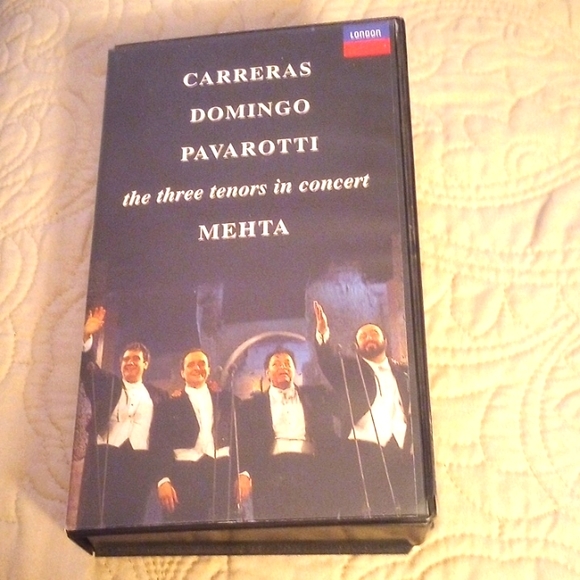 LONDON
CARRERAS
DOMINGO
PAVAROTTI
the three tenors in concert
MEHTA